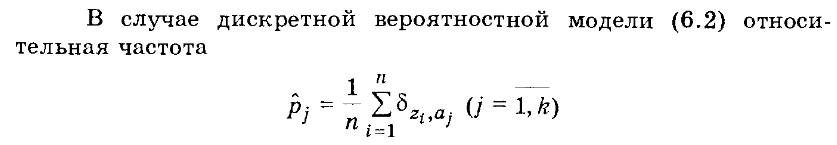 В случае дискретной вероятностной модели (6.2) относи-
тельная частота
p̂_j = 1/n ∑_{i=1}^{n} δ_{z_i, a_j} (j = \overline{1, k})